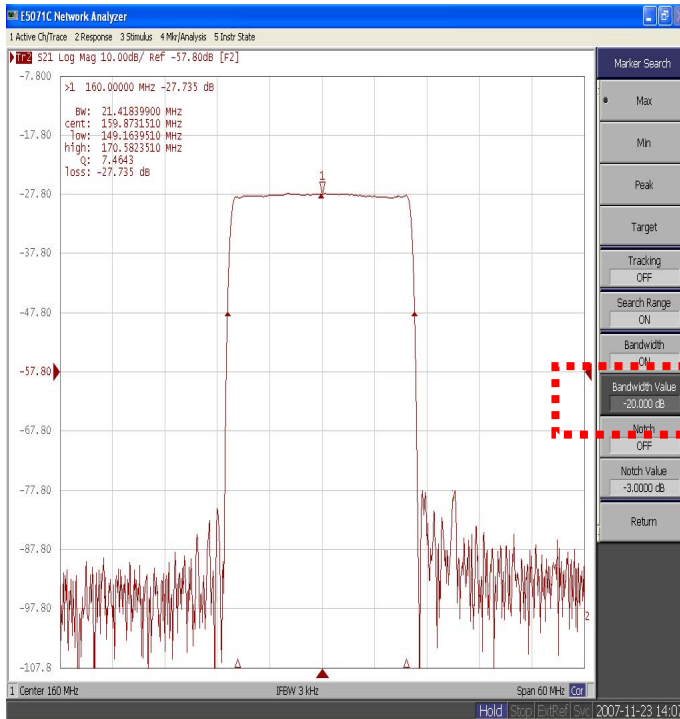 E5071C Network Analyzer
1 Active Ch/Trace 2 Response 3 Stimulus 4 Mkr/Analysis 5 Instr State
Tr2 S21 Log Mag 10.00dB/ Ref -57.80dB [F2]
>1 160.00000 MHz -27.735 dB
BW: 21.41839900 MHz
cent: 159.8731510 MHz
low: 149.1639510 MHz
high: 170.5823510 MHz
Q: 7.4643
loss: -27.735 dB
-7.800
-17.80
-27.80
-37.80
-47.80
-57.80
-67.80
-77.80
-87.80
-97.80
-107.8
1
2
1 Center 160 MHz
IFBW 3 kHz
Span 60 MHz Cor
Marker Search
Max
Min
Peak
Target
Tracking
OFF
Search Range
ON
Bandwidth
ON
Bandwidth Value
-20.000 dB
Notch
OFF
Notch Value
-3.0000 dB
Return
Hold Stop ExtRef Svc 2007-11-23 14:07